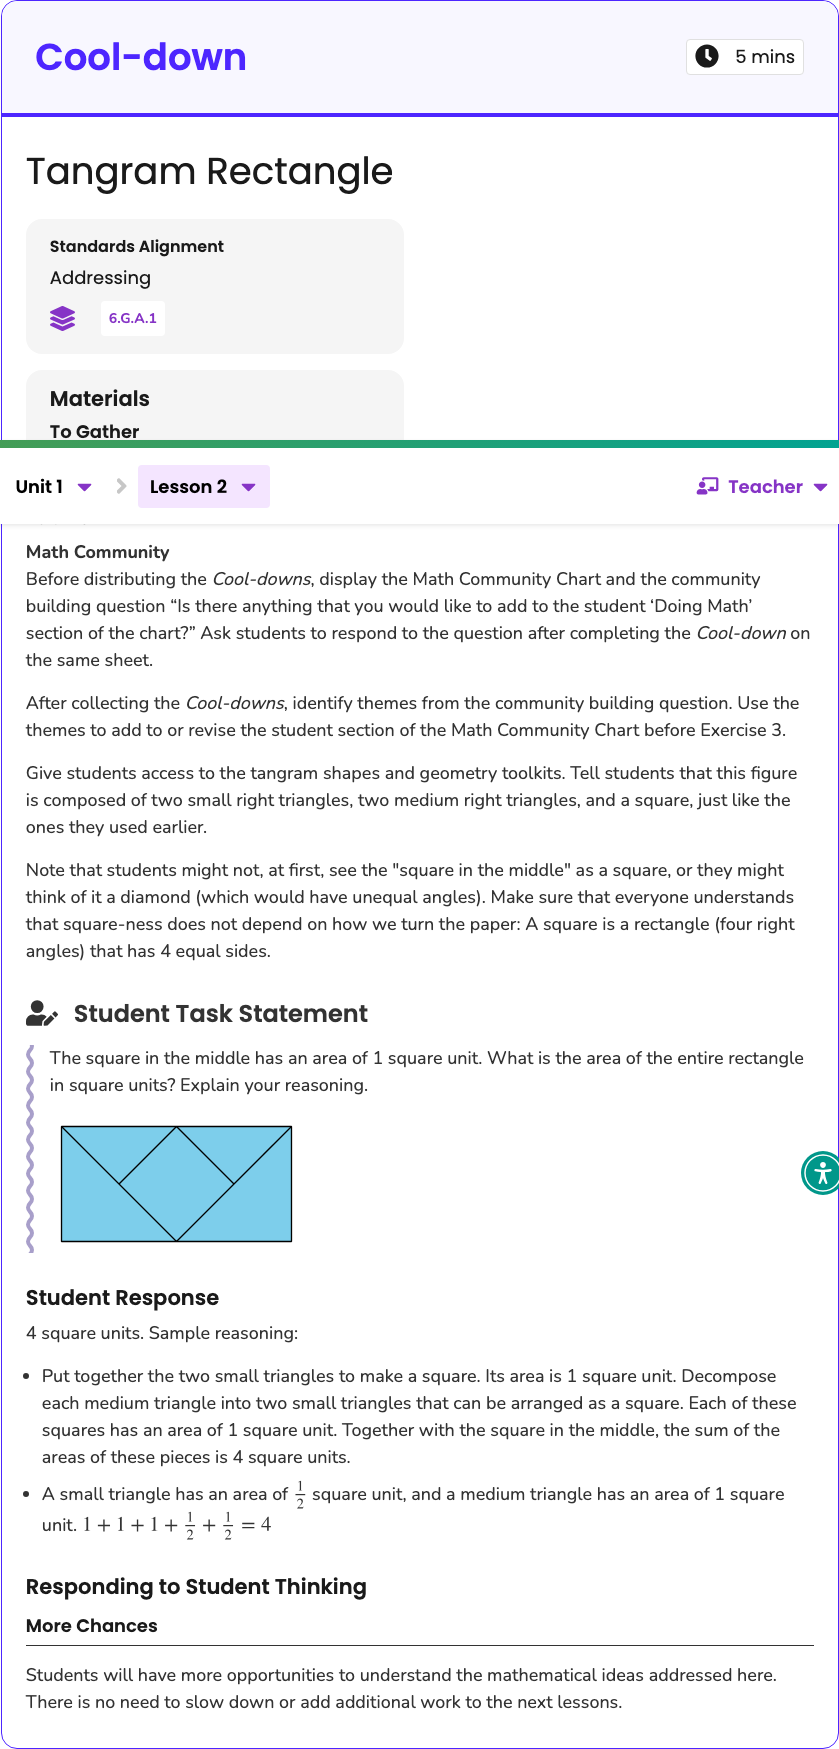 Cool-down
5 mins
Tangram Rectangle
Standards Alignment
Addressing
6.G.A.1
Materials
To Gather
Unit 1
Lesson 2
Teacher
Math Community
Before distributing the Cool-downs, display the Math Community Chart and the community
building question “Is there anything that you would like to add to the student ‘Doing Math’
section of the chart?” Ask students to respond to the question after completing the Cool-down on
the same sheet.
After collecting the Cool-downs, identify themes from the community building question. Use the
themes to add to or revise the student section of the Math Community Chart before Exercise 3.
Give students access to the tangram shapes and geometry toolkits. Tell students that this figure
is composed of two small right triangles, two medium right triangles, and a square, just like the
ones they used earlier.
Note that students might not, at first, see the "square in the middle" as a square, or they might
think of it a diamond (which would have unequal angles). Make sure that everyone understands
that square-ness does not depend on how we turn the paper: A square is a rectangle (four right
angles) that has 4 equal sides.
Student Task Statement
The square in the middle has an area of 1 square unit. What is the area of the entire rectangle
in square units? Explain your reasoning.
Student Response
4 square units. Sample reasoning:
• Put together the two small triangles to make a square. Its area is 1 square unit. Decompose
each medium triangle into two small triangles that can be arranged as a square. Each of these
squares has an area of 1 square unit. Together with the square in the middle, the sum of the
areas of these pieces is 4 square units.
• A small triangle has an area of 1/2 square unit, and a medium triangle has an area of 1 square
unit. 1 + 1 + 1 + 1/2 + 1/2 = 4
Responding to Student Thinking
More Chances
Students will have more opportunities to understand the mathematical ideas addressed here.
There is no need to slow down or add additional work to the next lessons.